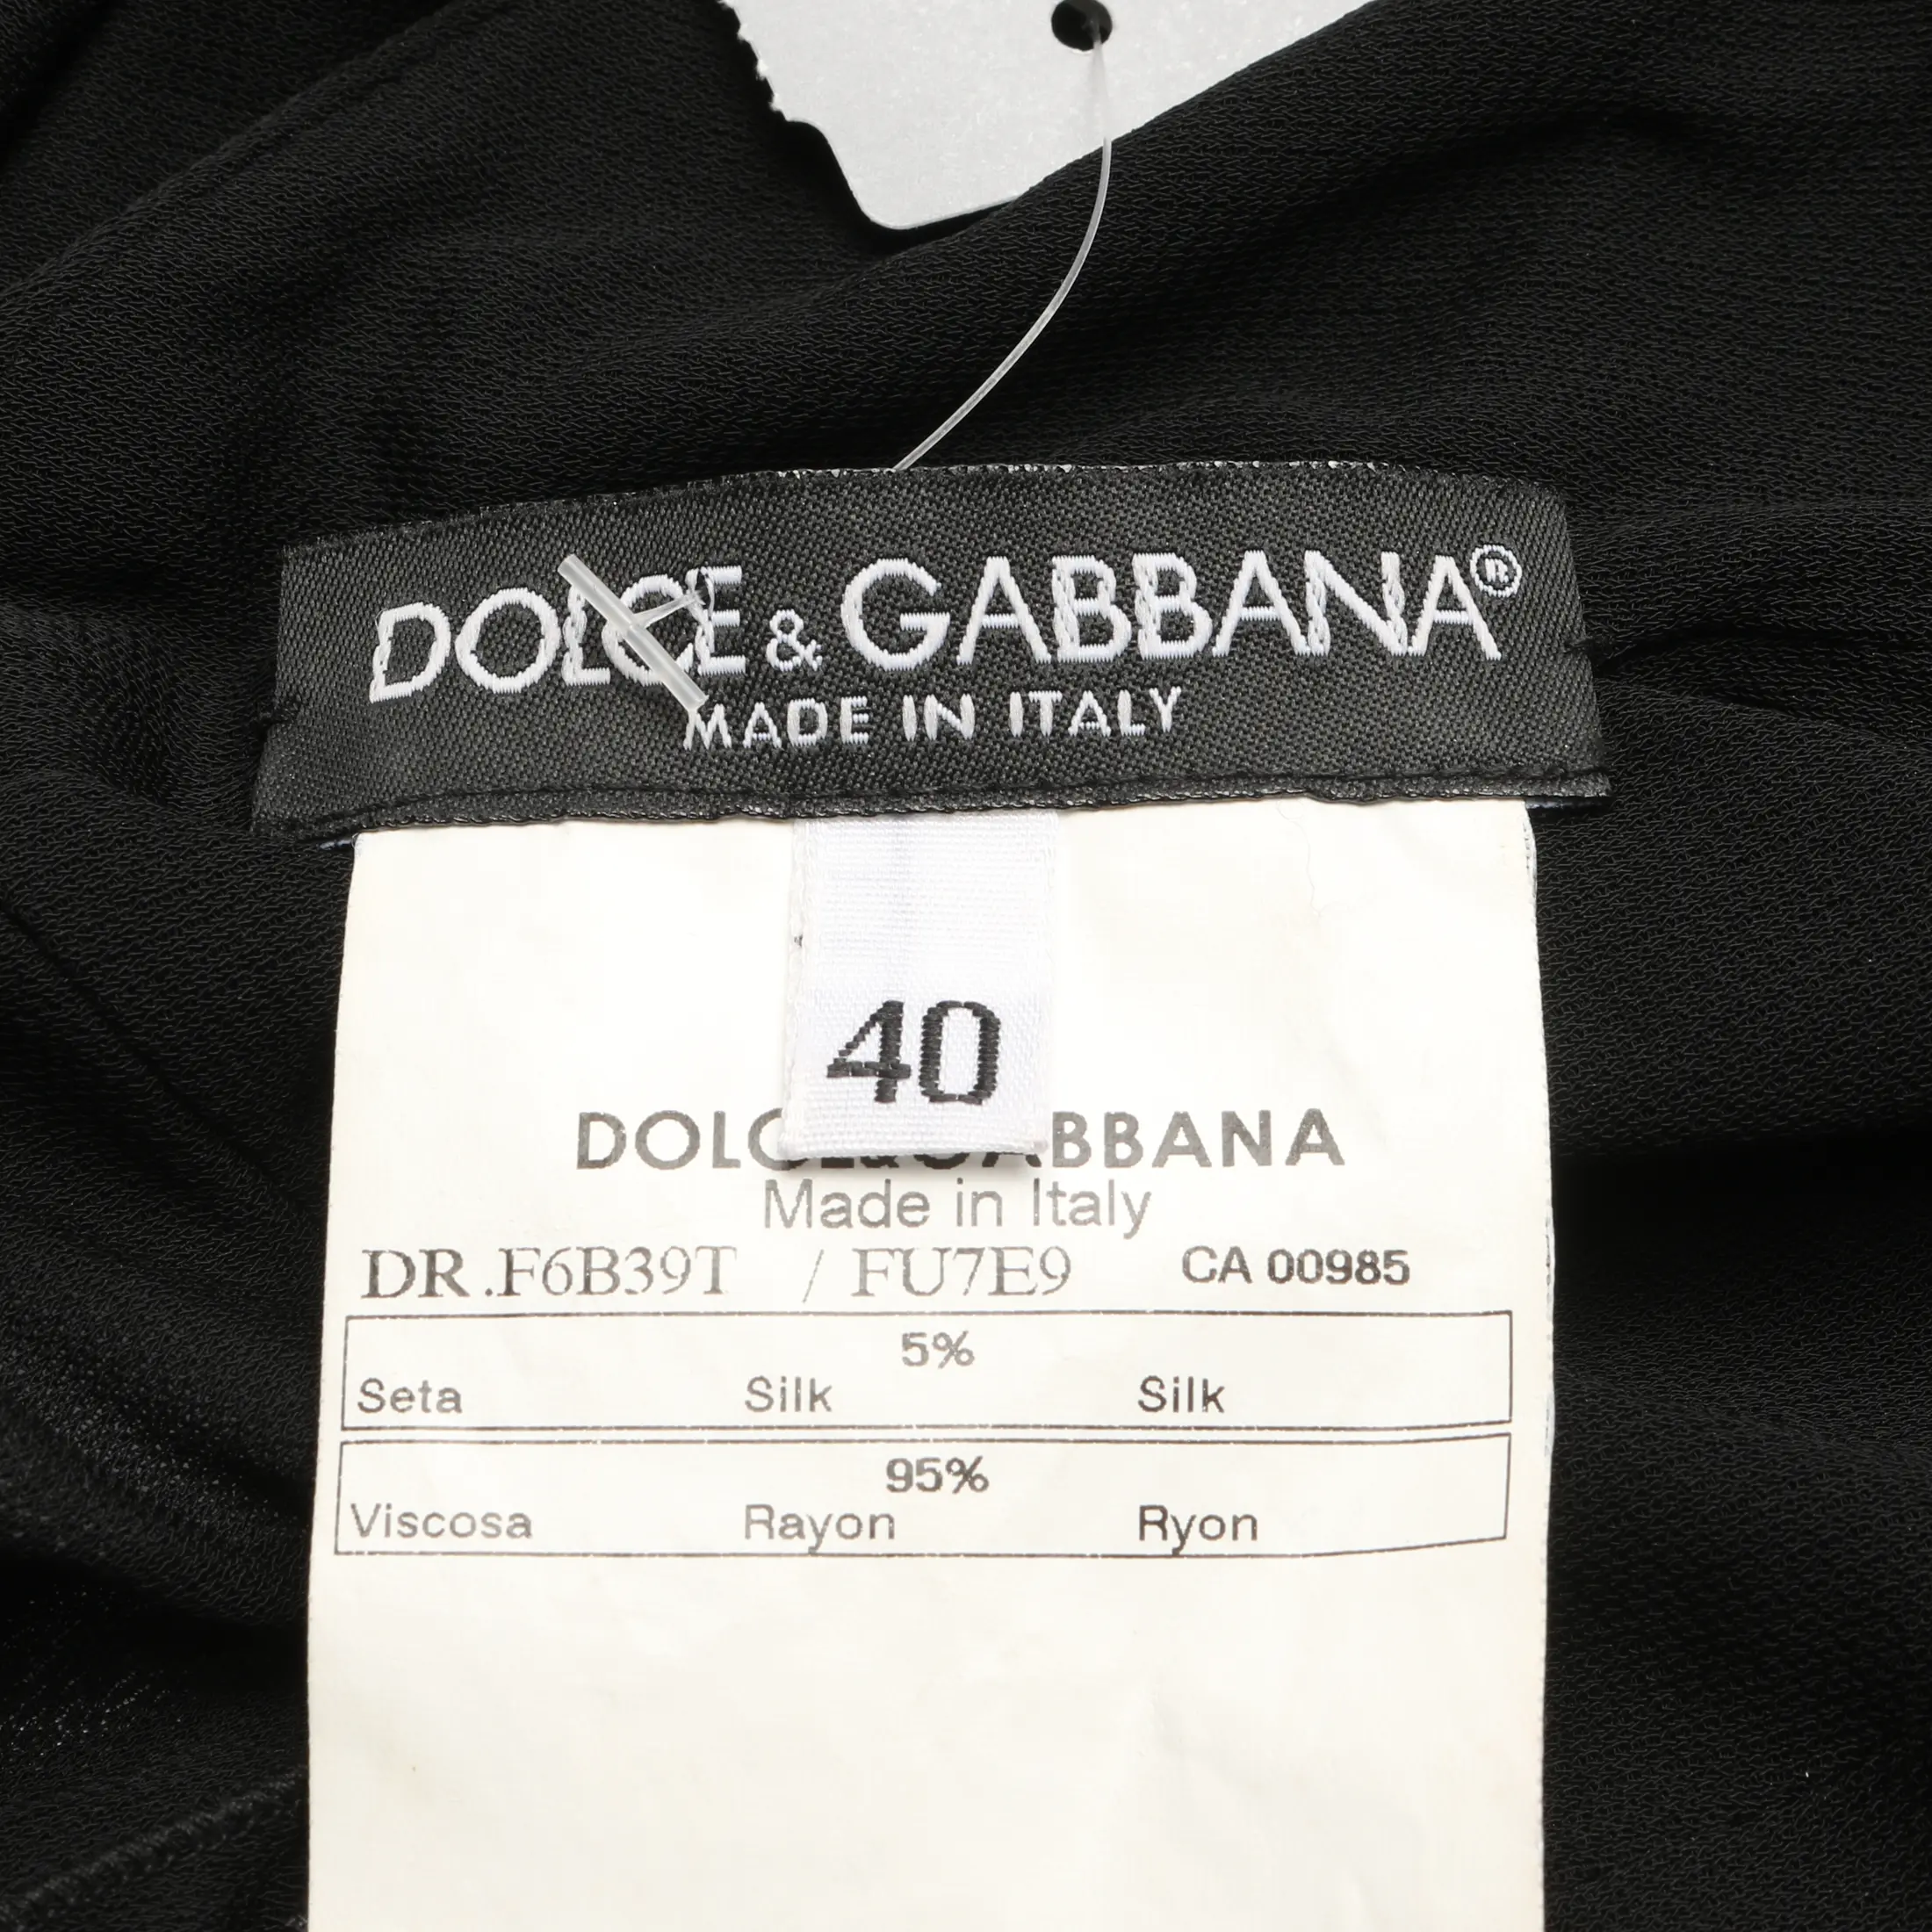 DOLCE & GABBANA®
MADE IN ITALY
40
DOLCE&GABBANA
Made in Italy
DR.F6B39T / FU7E9 CA 00985
5%
Seta Silk Silk
95%
Viscosa Rayon Ryon